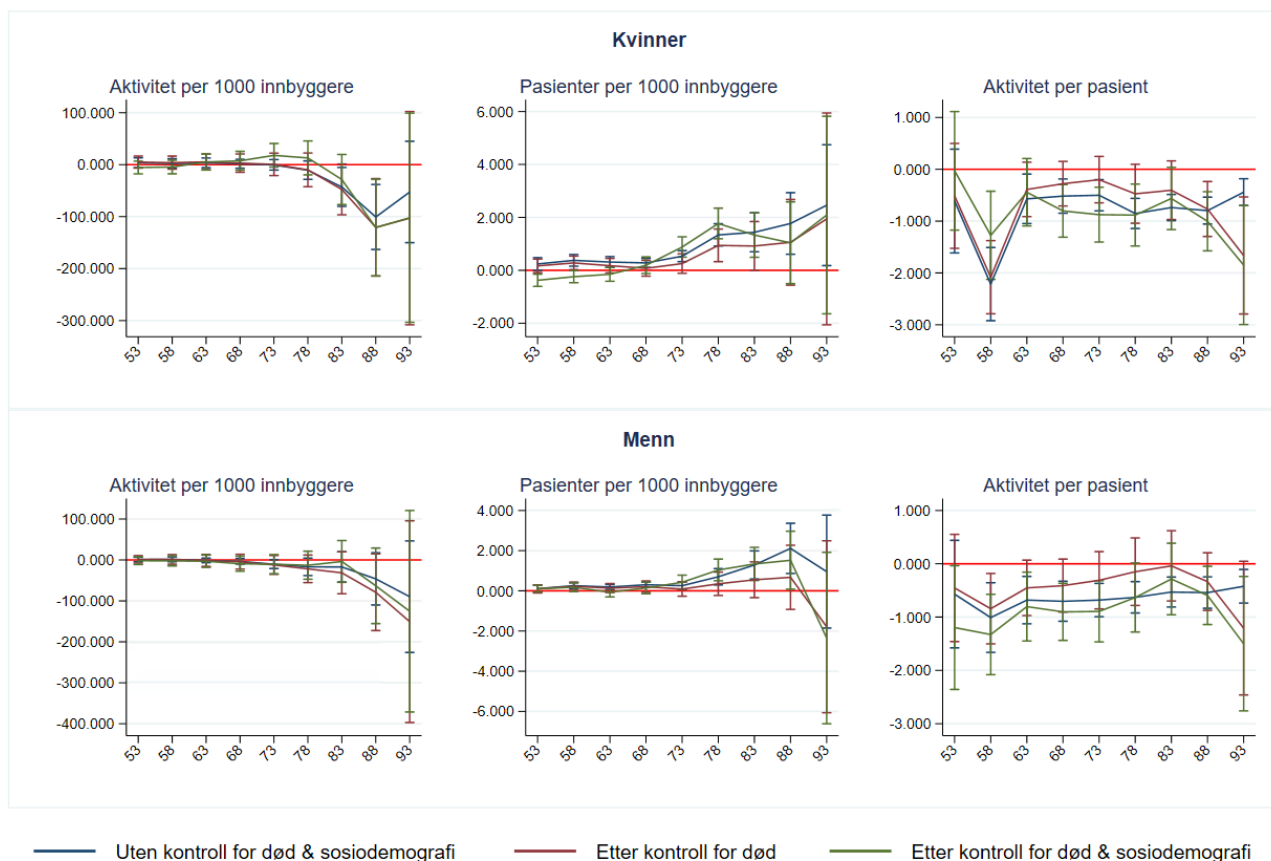 Kvinner
Aktivitet per 1000 innbyggere
100.000
0.000
-100.000
-200.000
-300.000
53 58 63 68 73 78 83 88 93
Pasienter per 1000 innbyggere
6.000
4.000
2.000
0.000
-2.000
53 58 63 68 73 78 83 88 93
Aktivitet per pasient
1.000
0.000
-1.000
-2.000
-3.000
53 58 63 68 73 78 83 88 93
Menn
Aktivitet per 1000 innbyggere
100.000
0.000
-100.000
-200.000
-300.000
-400.000
53 58 63 68 73 78 83 88 93
Pasienter per 1000 innbyggere
4.000
2.000
0.000
-2.000
-4.000
-6.000
53 58 63 68 73 78 83 88 93
Aktivitet per pasient
1.000
0.000
-1.000
-2.000
-3.000
53 58 63 68 73 78 83 88 93
Uten kontroll for død & sosiodemografi
Etter kontroll for død
Etter kontroll for død & sosiodemografi